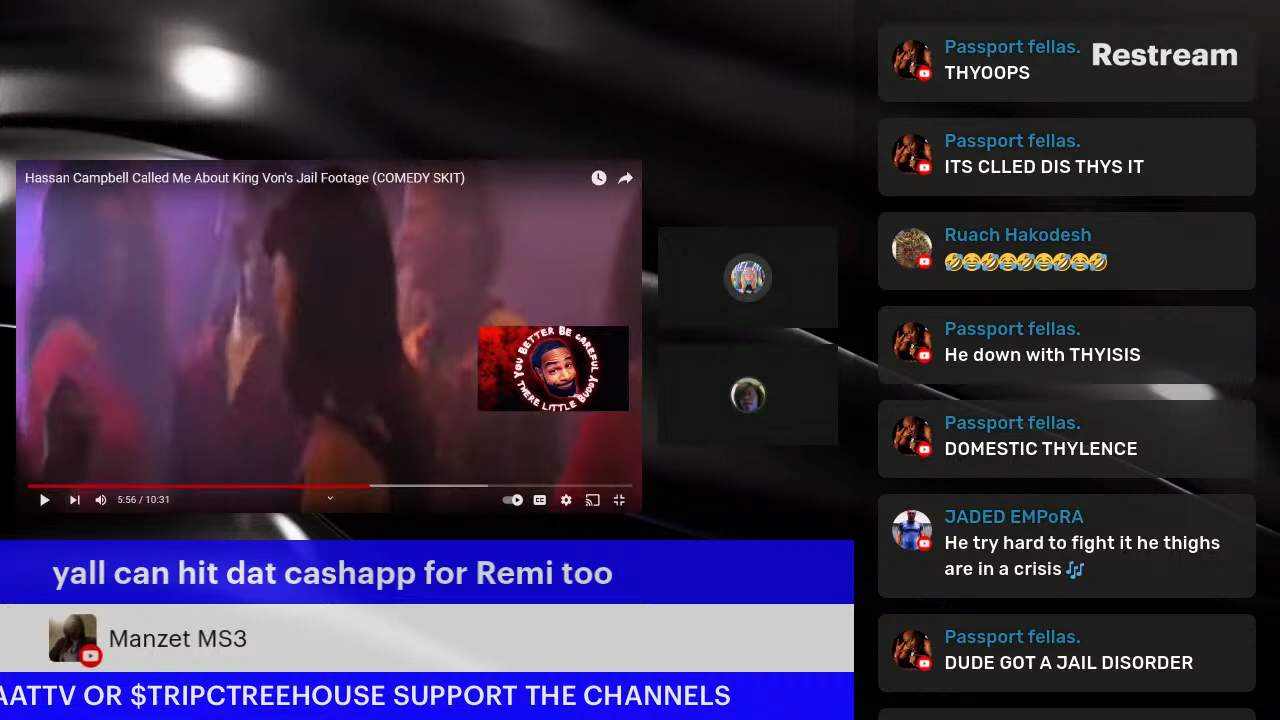 Hassan Campbell Called Me About King Von's Jail Footage (COMEDY SKIT)
YOU BETTER BE CAREFUL
THERE LITTLE BUDDY
5:56 / 10:31
CC
yall can hit dat cashapp for Remi too
Manzet MS3
AATTV OR $TRIPCTREEHOUSE SUPPORT THE CHANNELS
Restream
Passport fellas.
THYOOPS
Passport fellas.
ITS CLLED DIS THYS IT
Ruach Hakodesh
🤣😂🤣😂🤣😂🤣😂🤣
Passport fellas.
He down with THYISIS
Passport fellas.
DOMESTIC THYLENCE
JADED EMPoRA
He try hard to fight it he thighs
are in a crisis 🎶
Passport fellas.
DUDE GOT A JAIL DISORDER